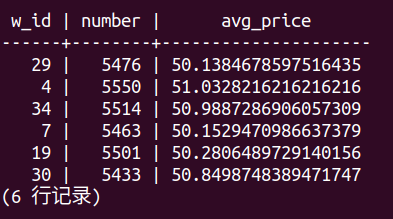 w_id | number | avg_price
------+--------+---------------------
29 | 5476 | 50.1384678597516435
4 | 5550 | 51.0328216216216216
34 | 5514 | 50.9887286906057309
7 | 5463 | 50.1529470986637379
19 | 5501 | 50.2806489729140156
30 | 5433 | 50.8498748389471747
(6 行记录)